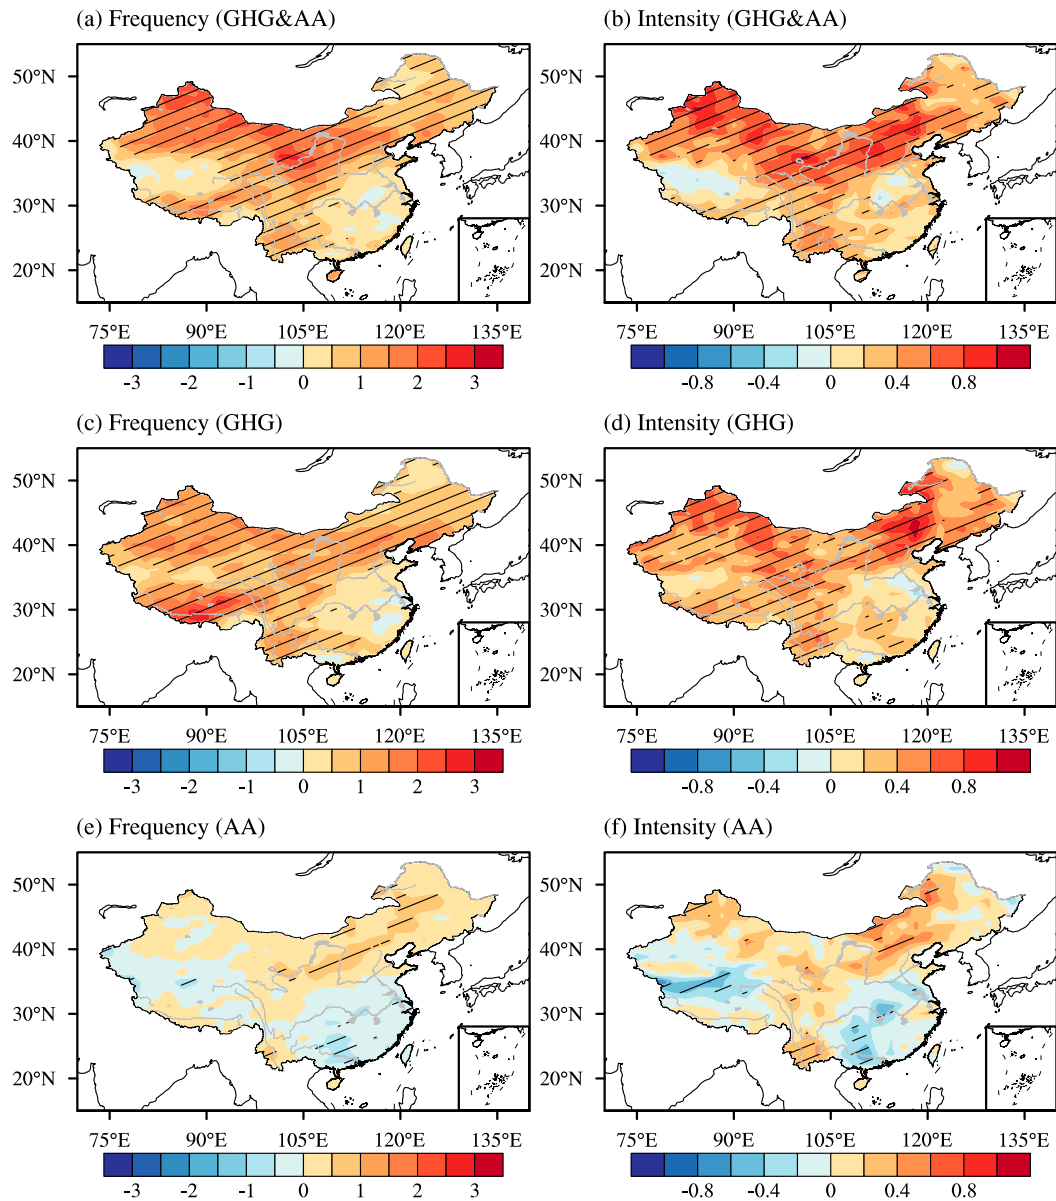 (a) Frequency (GHG&AA)
(b) Intensity (GHG&AA)
50°N
40°N
30°N
20°N
50°N
40°N
30°N
20°N
75°E 90°E 105°E 120°E 135°E
75°E 90°E 105°E 120°E 135°E
-3 -2 -1 0 1 2 3
-0.8 -0.4 0 0.4 0.8
(c) Frequency (GHG)
(d) Intensity (GHG)
50°N
40°N
30°N
20°N
50°N
40°N
30°N
20°N
75°E 90°E 105°E 120°E 135°E
75°E 90°E 105°E 120°E 135°E
-3 -2 -1 0 1 2 3
-0.8 -0.4 0 0.4 0.8
(e) Frequency (AA)
(f) Intensity (AA)
50°N
40°N
30°N
20°N
50°N
40°N
30°N
20°N
75°E 90°E 105°E 120°E 135°E
75°E 90°E 105°E 120°E 135°E
-3 -2 -1 0 1 2 3
-0.8 -0.4 0 0.4 0.8